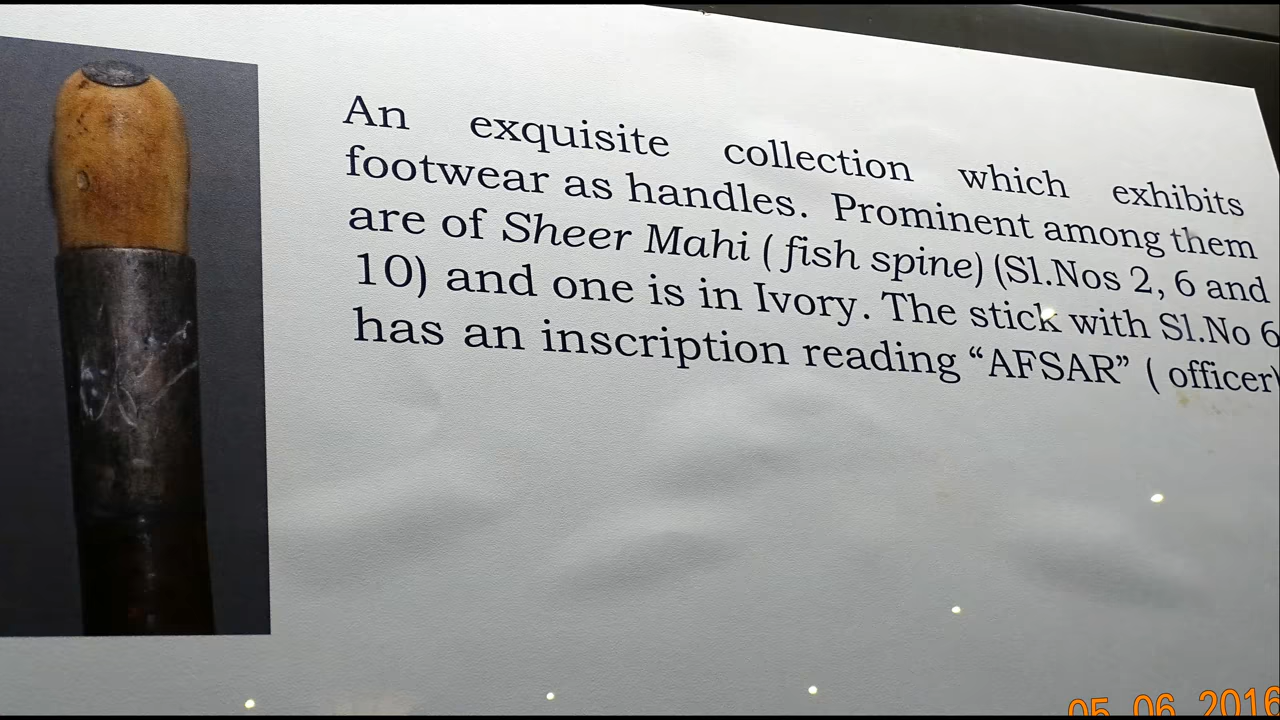 An exquisite collection which exhibits
footwear as handles. Prominent among them
are of Sheer Mahi ( fish spine) (Sl.Nos 2, 6 and
10) and one is in Ivory. The stick with Sl.No 6
has an inscription reading “AFSAR” ( officer)
05 06 2016